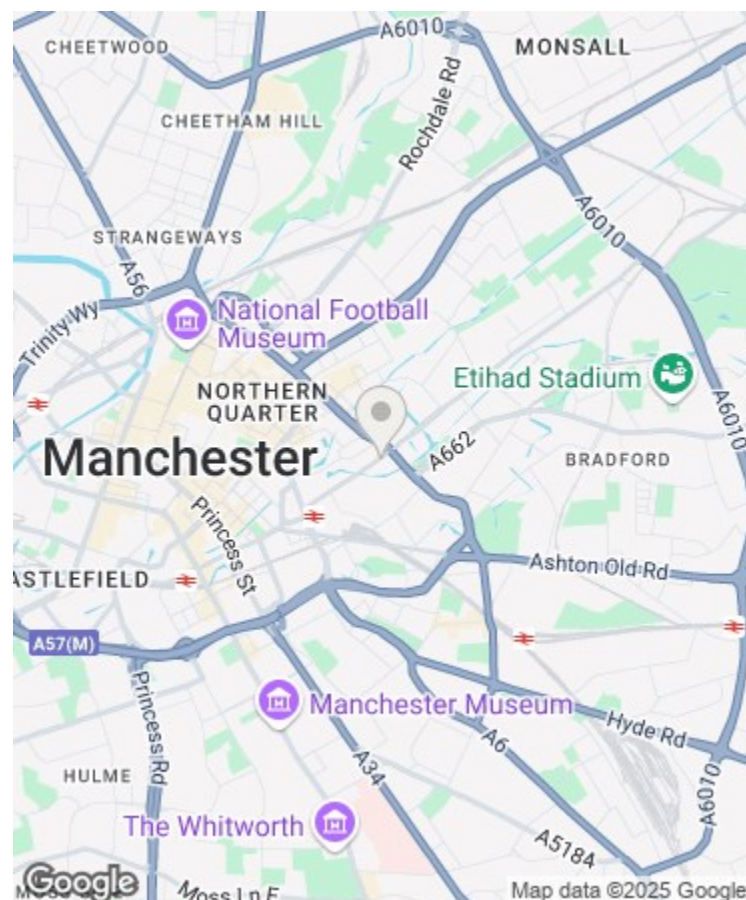 A6010
CHEETWOOD
MONSALL
Rochdale Rd
CHEETHAM HILL
A6010
STRANGEWAYS
A56
Trinity Wy
National Football
Museum
Etihad Stadium
A6010
NORTHERN
QUARTER
Manchester
A662
BRADFORD
Princess St
ASTLEFIELD
Ashton Old Rd
A57(M)
Princess Rd
Manchester Museum
Hyde Rd
A6
A34
HULME
A6010
The Whitworth
A5184
Google
Moss Ln E
Map data ©2025 Google